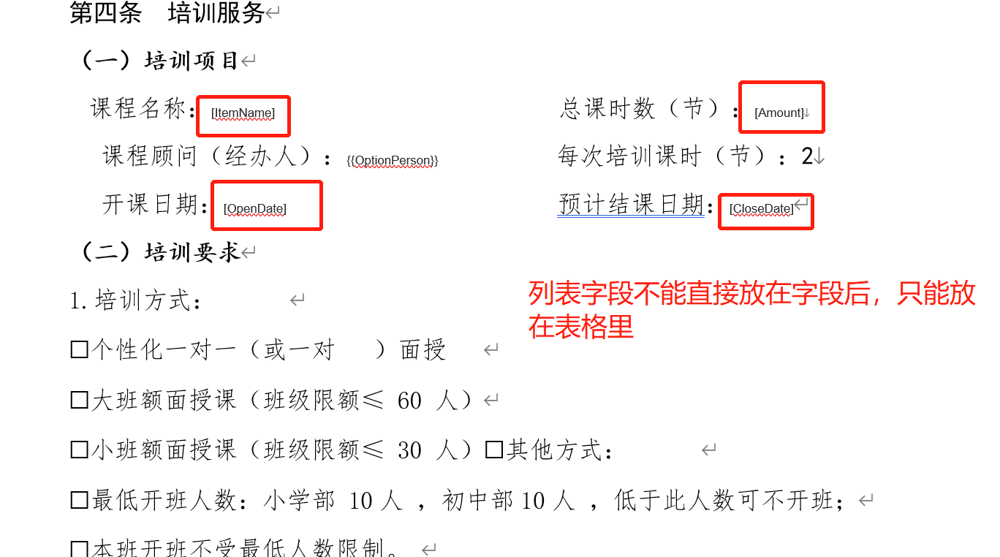 第四条　培训服务
（一）培训项目
课程名称：[ItemName]　总课时数（节）：[Amount]
课程顾问（经办人）：{{OptionPerson}}　每次培训课时（节）：2
开课日期：[OpenDate]　预计结课日期：[CloseDate]
（二）培训要求
列表字段不能直接放在字段后，只能放
在表格里
1.培训方式：
□个性化一对一（或一对　）面授
□大班额面授课（班级限额≤ 60 人）
□小班额面授课（班级限额≤ 30 人）□其他方式：
□最低开班人数：小学部 10人 ，初中部10人 ，低于此人数可不开班；
□本班开班不受最低人数限制。